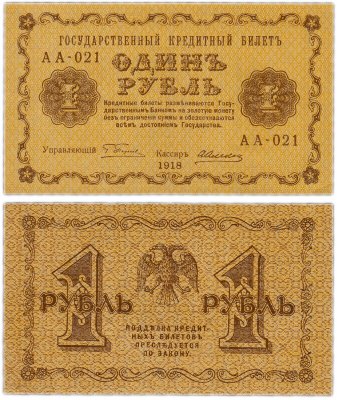 ГОСУДАРСТВЕННЫЙ КРЕДИТНЫЙ БИЛЕТЪ
АА-021
ОДИНЪ
РУБЛЬ
1
1
Кредитные билеты размѣниваются Госу-
дарственнымъ Банкомъ на золотую монету
безъ ограниченія суммы и обезпечиваются
всѣмъ достояніемъ Государства.
АА-021
Управляющій
Кассиръ
1918
1 РУБЛЬ
1 РУБЛЬ
ПОДДѢЛКА КРЕДИТ-
НЫХЪ БИЛЕТОВЪ
ПРЕСЛѢДУЕТСЯ
ПО ЗАКОНУ.